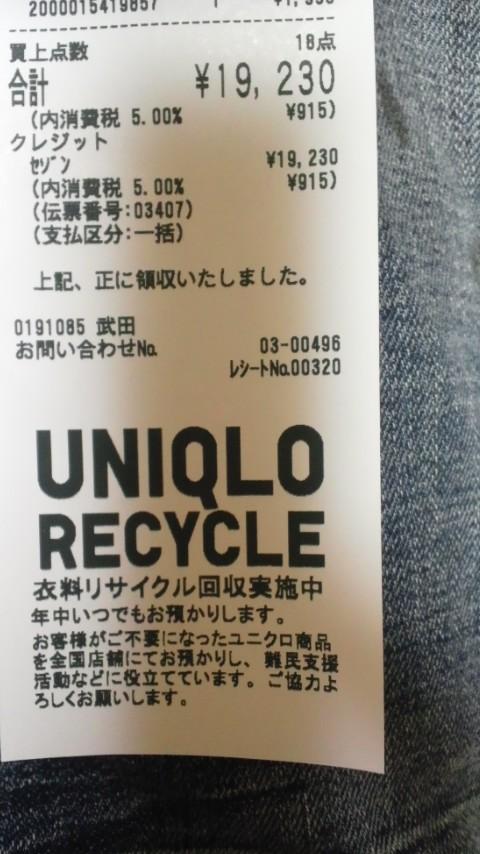 2000015419857 1
買上点数 18点
合計 ¥19,230
(内消費税 5.00% ¥915)
クレジット
ｾｿﾞﾝ ¥19,230
(内消費税 5.00% ¥915)
(伝票番号:03407)
(支払区分:一括)
上記、正に領収いたしました。
0191085 武田
お問い合わせNo. 03-00496
ﾚｼｰﾄNo.00320
UNIQLO
RECYCLE
衣料リサイクル回収実施中
年中いつでもお預かりします。
お客様がご不要になったユニクロ商品
を全国店舗にてお預かりし、難民支援
活動などに役立てています。ご協力よ
ろしくお願いします。